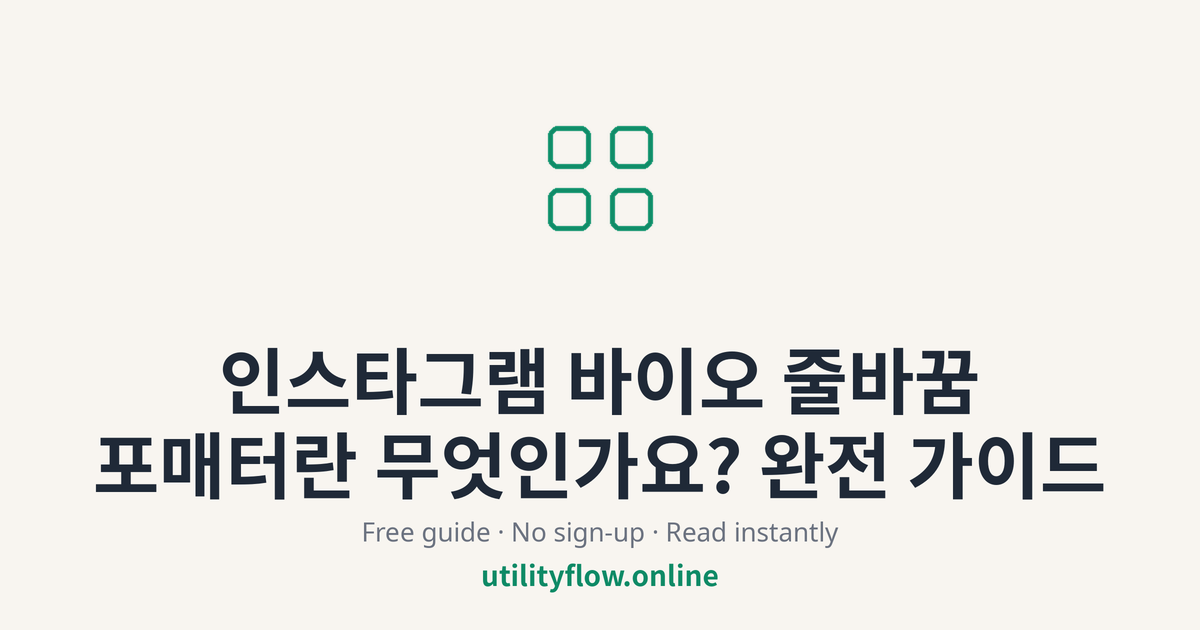 인스타그램 바이오 줄바꿈
포매터란 무엇인가요? 완전 가이드
Free guide · No sign-up · Read instantly
utilityflow.online